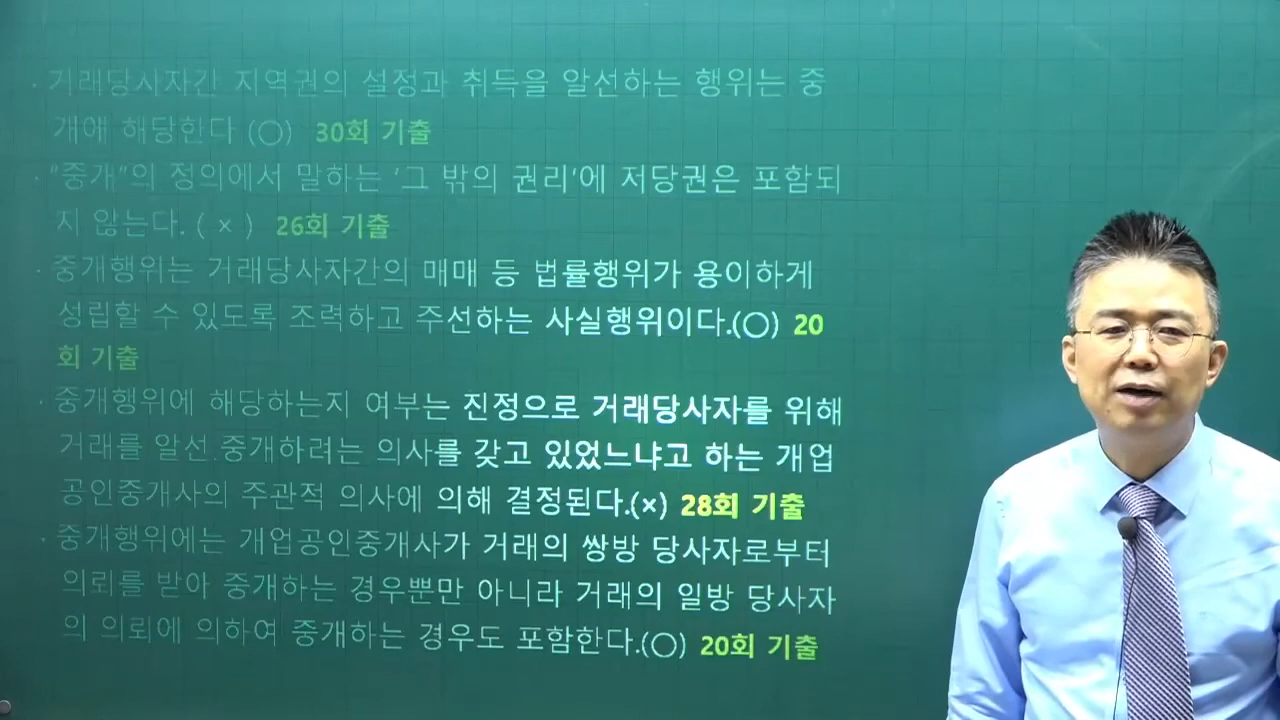 · 거래당사자간 지역권의 설정과 취득을 알선하는 행위는 중
개에 해당한다 (○) 30회 기출
· "중개"의 정의에서 말하는 '그 밖의 권리'에 저당권은 포함되
지 않는다. ( × ) 26회 기출
· 중개행위는 거래당사자간의 매매 등 법률행위가 용이하게
성립할 수 있도록 조력하고 주선하는 사실행위이다.(○) 20
회 기출
· 중개행위에 해당하는지 여부는 진정으로 거래당사자를 위해
거래를 알선.중개하려는 의사를 갖고 있었느냐고 하는 개업
공인중개사의 주관적 의사에 의해 결정된다.(×) 28회 기출
· 중개행위에는 개업공인중개사가 거래의 쌍방 당사자로부터
의뢰를 받아 중개하는 경우뿐만 아니라 거래의 일방 당사자
의 의뢰에 의하여 중개하는 경우도 포함한다.(○) 20회 기출